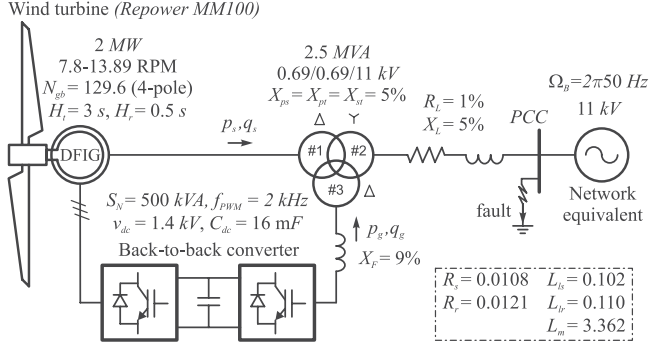 Wind turbine (Repower MM100)
2 MW
7.8-13.89 RPM
N_gb = 129.6 (4-pole)
H_t = 3 s, H_r = 0.5 s
DFIG
p_s, q_s
2.5 MVA
0.69/0.69/11 kV
X_ps = X_pt = X_st = 5%
Δ
Y
#1
#2
#3
Δ
R_L = 1%
X_L = 5%
PCC
Ω_B=2π50 Hz
11 kV
Network
equivalent
fault
S_N = 500 kVA, f_PWM = 2 kHz
v_dc = 1.4 kV, C_dc = 16 mF
Back-to-back converter
p_g, q_g
X_F = 9%
R_s = 0.0108 L_ls = 0.102
R_r = 0.0121 L_lr = 0.110
L_m = 3.362